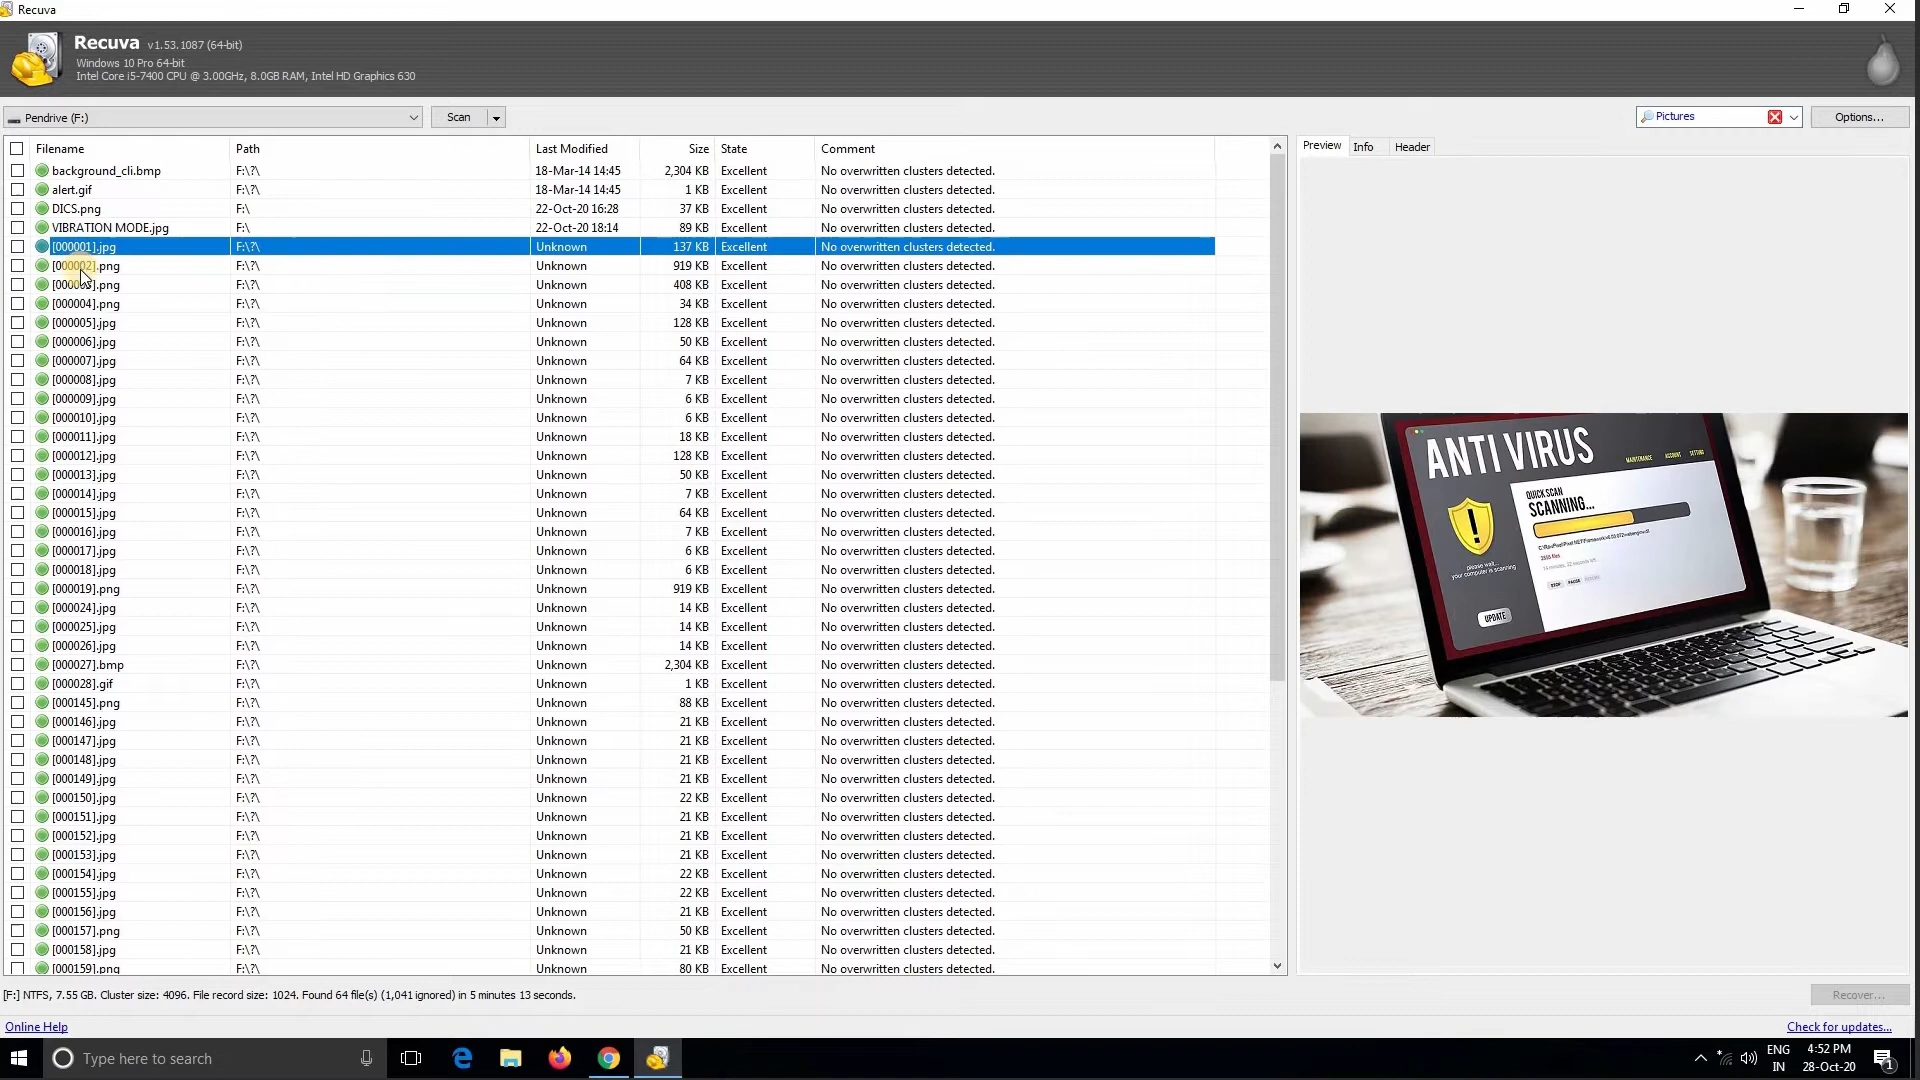 Recuva
Recuva v1.53.1087 (64-bit)
Windows 10 Pro 64-bit
Intel Core i5-7400 CPU @ 3.00GHz, 8.0GB RAM, Intel HD Graphics 630
Pendrive (F:) Scan Pictures Options...
Filename Path Last Modified Size State Comment
background_cli.bmp F:\?\ 18-Mar-14 14:45 2,304 KB Excellent No overwritten clusters detected.
alert.gif F:\?\ 18-Mar-14 14:45 1 KB Excellent No overwritten clusters detected.
DICS.png F:\ 22-Oct-20 16:28 37 KB Excellent No overwritten clusters detected.
VIBRATION MODE.jpg F:\ 22-Oct-20 18:14 89 KB Excellent No overwritten clusters detected.
[000001].jpg F:\?\ Unknown 137 KB Excellent No overwritten clusters detected.
[000002].png F:\?\ Unknown 919 KB Excellent No overwritten clusters detected.
[000003].png F:\?\ Unknown 408 KB Excellent No overwritten clusters detected.
[000004].png F:\?\ Unknown 34 KB Excellent No overwritten clusters detected.
[000005].jpg F:\?\ Unknown 128 KB Excellent No overwritten clusters detected.
[000006].jpg F:\?\ Unknown 50 KB Excellent No overwritten clusters detected.
[000007].jpg F:\?\ Unknown 64 KB Excellent No overwritten clusters detected.
[000008].jpg F:\?\ Unknown 7 KB Excellent No overwritten clusters detected.
[000009].jpg F:\?\ Unknown 6 KB Excellent No overwritten clusters detected.
[000010].jpg F:\?\ Unknown 6 KB Excellent No overwritten clusters detected.
[000011].jpg F:\?\ Unknown 18 KB Excellent No overwritten clusters detected.
[000012].jpg F:\?\ Unknown 128 KB Excellent No overwritten clusters detected.
[000013].jpg F:\?\ Unknown 50 KB Excellent No overwritten clusters detected.
[000014].jpg F:\?\ Unknown 7 KB Excellent No overwritten clusters detected.
[000015].jpg F:\?\ Unknown 64 KB Excellent No overwritten clusters detected.
[000016].jpg F:\?\ Unknown 7 KB Excellent No overwritten clusters detected.
[000017].jpg F:\?\ Unknown 6 KB Excellent No overwritten clusters detected.
[000018].jpg F:\?\ Unknown 6 KB Excellent No overwritten clusters detected.
[000019].png F:\?\ Unknown 919 KB Excellent No overwritten clusters detected.
[000024].jpg F:\?\ Unknown 14 KB Excellent No overwritten clusters detected.
[000025].jpg F:\?\ Unknown 14 KB Excellent No overwritten clusters detected.
[000026].jpg F:\?\ Unknown 14 KB Excellent No overwritten clusters detected.
[000027].bmp F:\?\ Unknown 2,304 KB Excellent No overwritten clusters detected.
[000028].gif F:\?\ Unknown 1 KB Excellent No overwritten clusters detected.
[000145].png F:\?\ Unknown 88 KB Excellent No overwritten clusters detected.
[000146].jpg F:\?\ Unknown 21 KB Excellent No overwritten clusters detected.
[000147].jpg F:\?\ Unknown 21 KB Excellent No overwritten clusters detected.
[000148].jpg F:\?\ Unknown 21 KB Excellent No overwritten clusters detected.
[000149].jpg F:\?\ Unknown 21 KB Excellent No overwritten clusters detected.
[000150].jpg F:\?\ Unknown 22 KB Excellent No overwritten clusters detected.
[000151].jpg F:\?\ Unknown 21 KB Excellent No overwritten clusters detected.
[000152].jpg F:\?\ Unknown 21 KB Excellent No overwritten clusters detected.
[000153].jpg F:\?\ Unknown 21 KB Excellent No overwritten clusters detected.
[000154].jpg F:\?\ Unknown 22 KB Excellent No overwritten clusters detected.
[000155].jpg F:\?\ Unknown 22 KB Excellent No overwritten clusters detected.
[000156].jpg F:\?\ Unknown 21 KB Excellent No overwritten clusters detected.
[000157].png F:\?\ Unknown 50 KB Excellent No overwritten clusters detected.
[000158].jpg F:\?\ Unknown 21 KB Excellent No overwritten clusters detected.
[000159].png F:\?\ Unknown 80 KB Excellent No overwritten clusters detected.
Preview Info Header
ANTI VIRUS
MAINTENANCE ACCOUNT SETTING
QUICK SCAN
SCANNING...
please wait...
your computer is scanning
STOP PAUSE
UPDATE
[F:] NTFS, 7.55 GB. Cluster size: 4096. File record size: 1024. Found 64 file(s) (1,041 ignored) in 5 minutes 13 seconds.
Recover...
Online Help Check for updates...
Type here to search
ENG
IN
4:52 PM
28-Oct-20
1